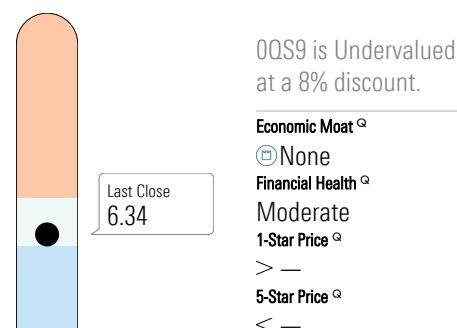 0QS9 is Undervalued
at a 8% discount.
Last Close
6.34
Economic Moat Q
None
Financial Health Q
Moderate
1-Star Price Q
> —
5-Star Price Q
< —